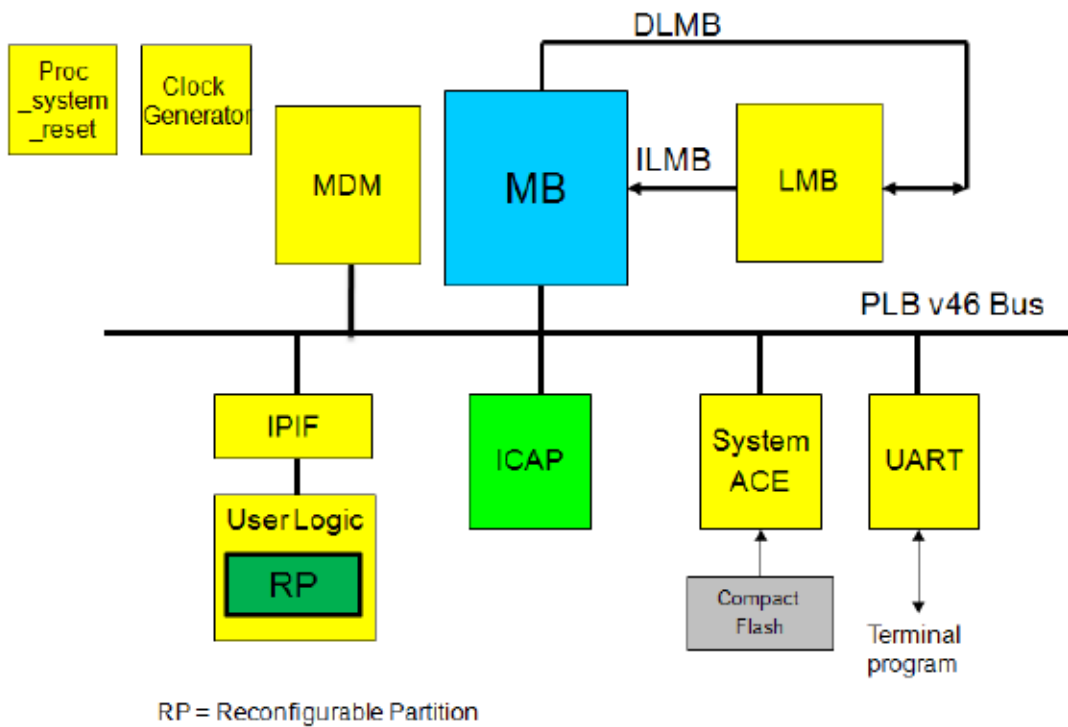 DLMB
Proc
_system
_reset
Clock
Generator
MDM
MB
ILMB
LMB
PLB v46 Bus
IPIF
ICAP
System
ACE
UART
User Logic
RP
Compact
Flash
Terminal
program
RP = Reconfigurable Partition